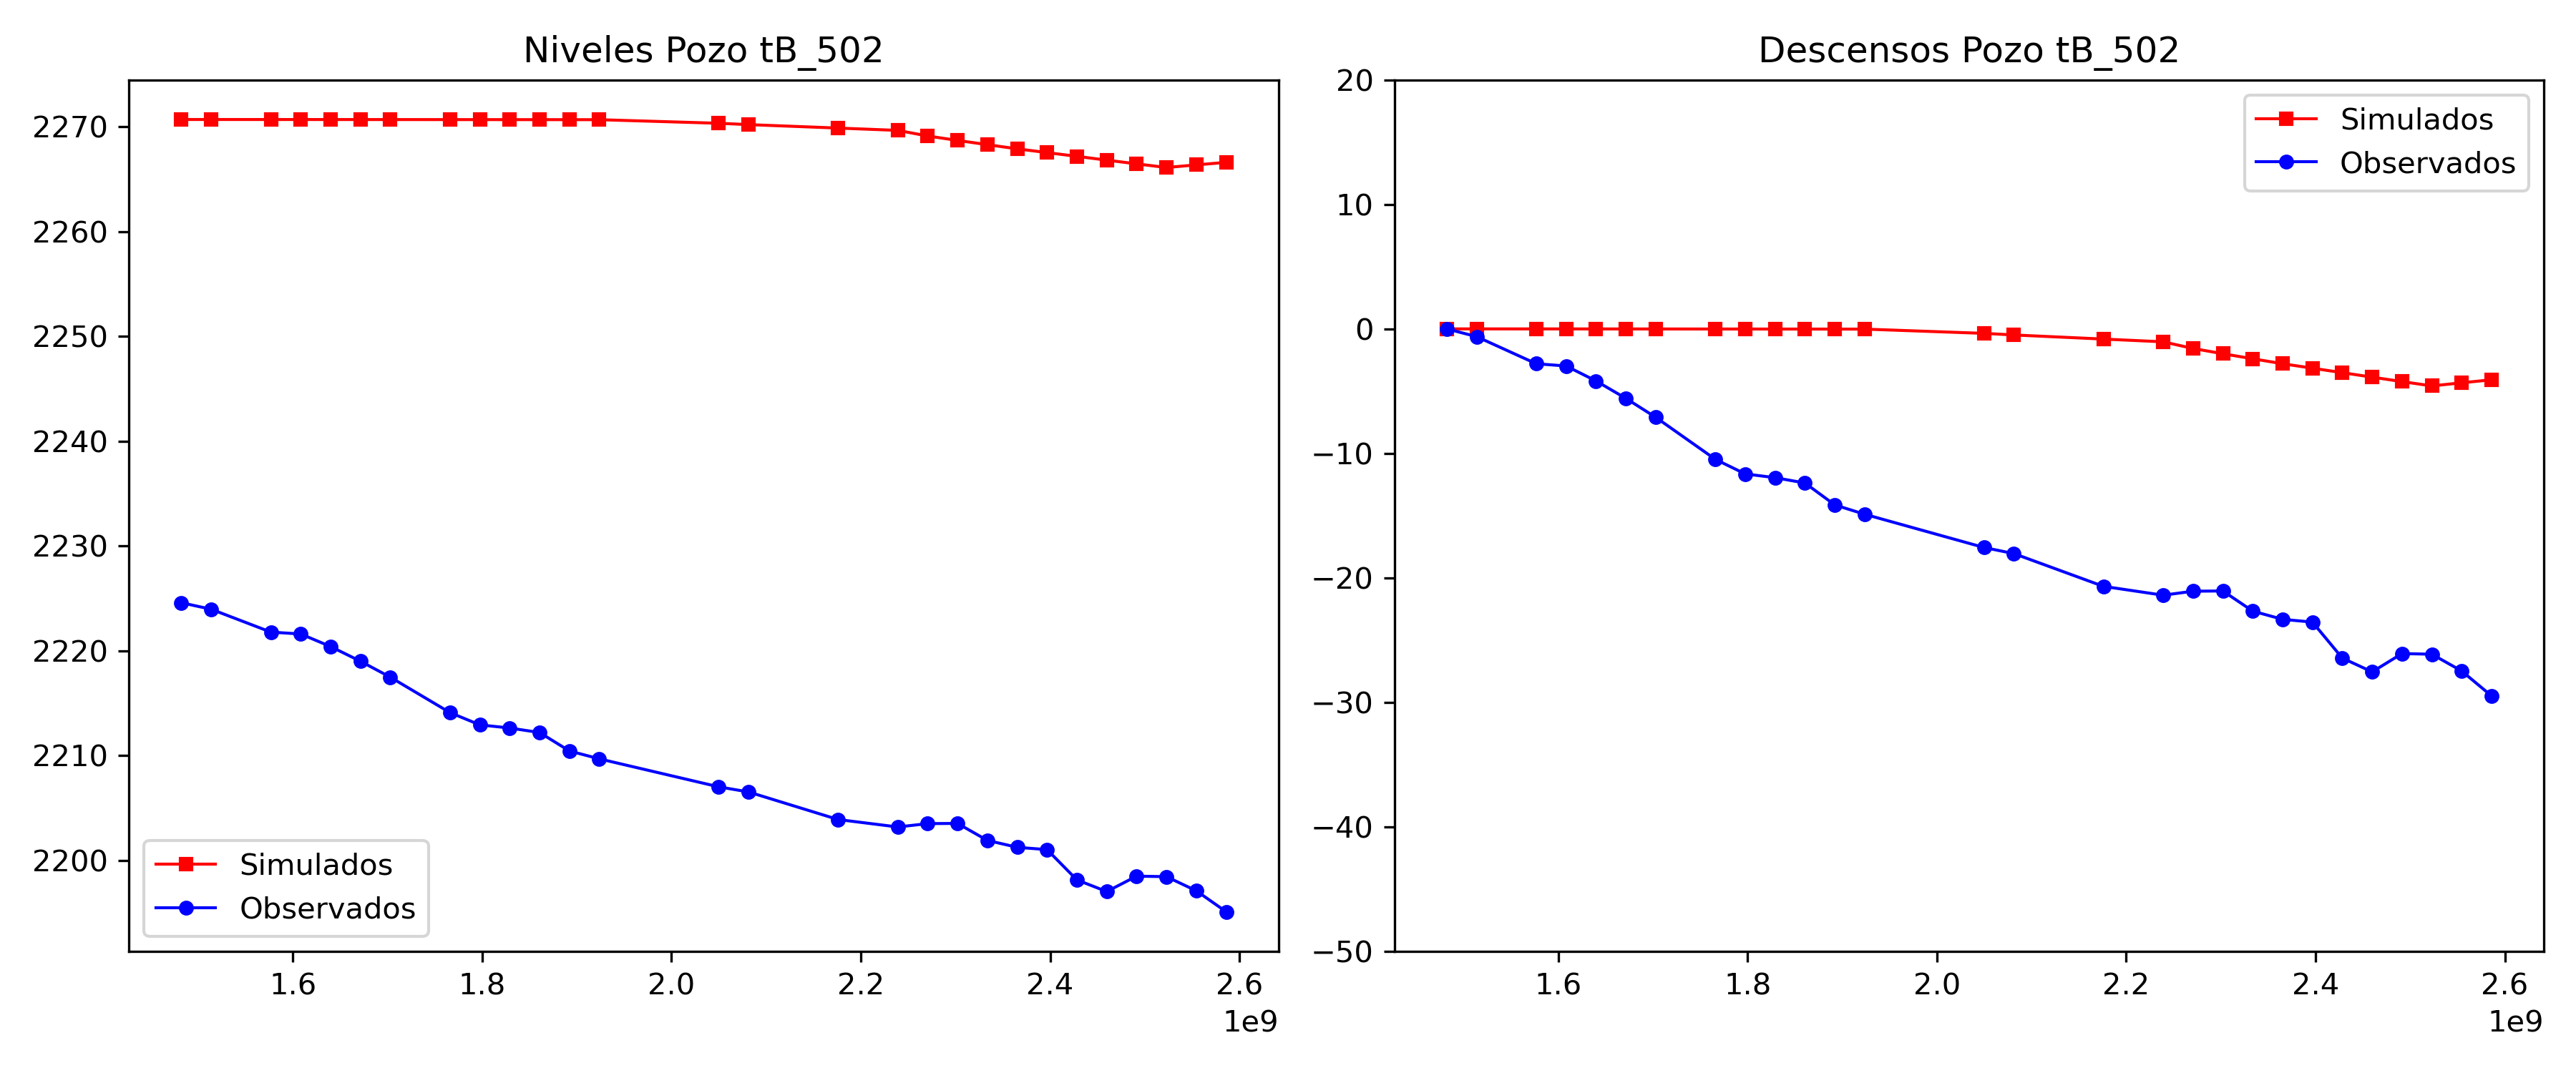 Niveles Pozo tB_502
2270
2260
2250
2240
2230
2220
2210
2200
Simulados
Observados
1.6 1.8 2.0 2.2 2.4 2.6
1e9
Descensos Pozo tB_502
20
10
0
−10
−20
−30
−40
−50
Simulados
Observados
1.6 1.8 2.0 2.2 2.4 2.6
1e9